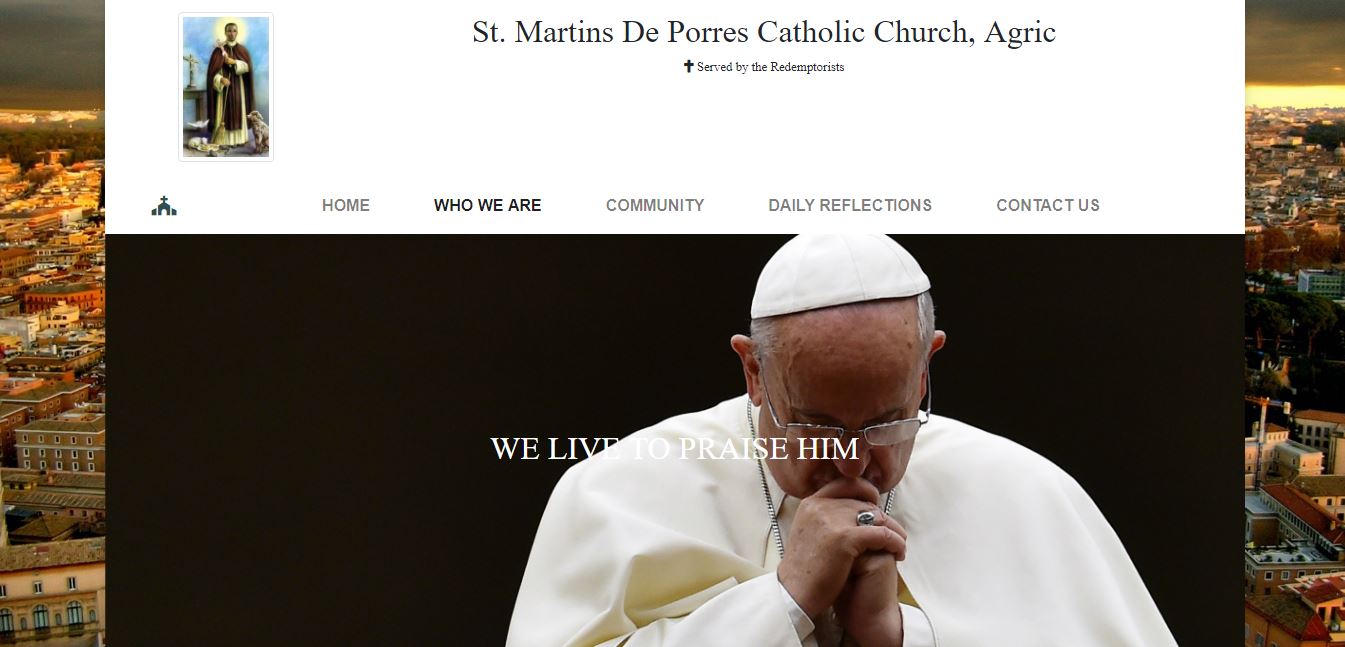 St. Martins De Porres Catholic Church, Agric
✝ Served by the Redemptorists
HOME WHO WE ARE COMMUNITY DAILY REFLECTIONS CONTACT US
WE LIVE TO PRAISE HIM